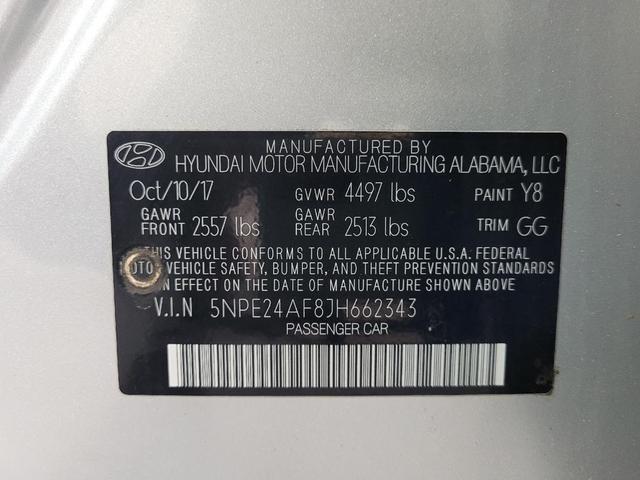 MANUFACTURED BY
HYUNDAI MOTOR MANUFACTURING ALABAMA, LLC
Oct/10/17 GVWR 4497 lbs PAINT Y8
GAWR FRONT 2557 lbs GAWR REAR 2513 lbs TRIM GG
THIS VEHICLE CONFORMS TO ALL APPLICABLE U.S.A. FEDERAL
VEHICLE SAFETY, BUMPER, AND THEFT PREVENTION STANDARDS
IN EFFECT ON THE DATE OF MANUFACTURE SHOWN ABOVE
V.I.N 5NPE24AF8JH662343
PASSENGER CAR